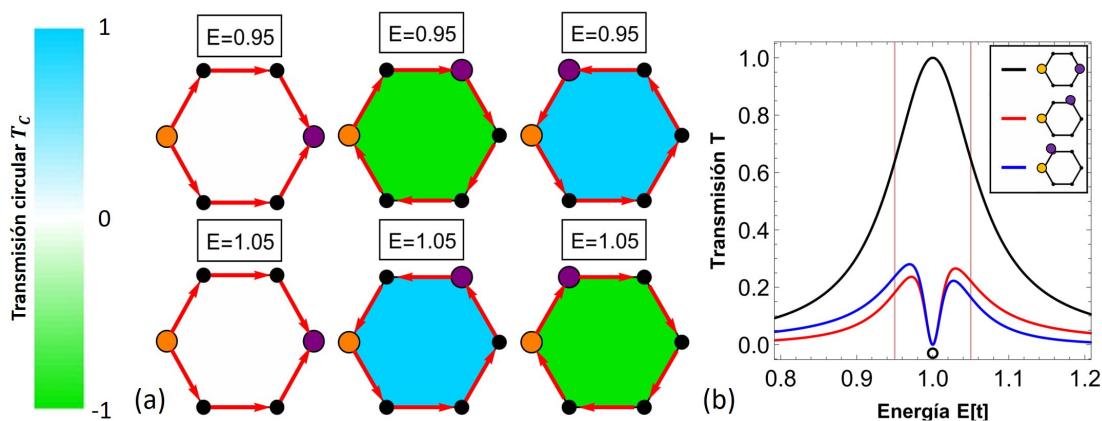 Transmisión circular T_C
1
0
-1
E=0.95
E=0.95
E=0.95
E=1.05
E=1.05
E=1.05
(a)
Transmisión T
1.0
0.8
0.6
0.4
0.2
0.0
0.8
0.9
1.0
1.1
1.2
Energía E[t]
(b)